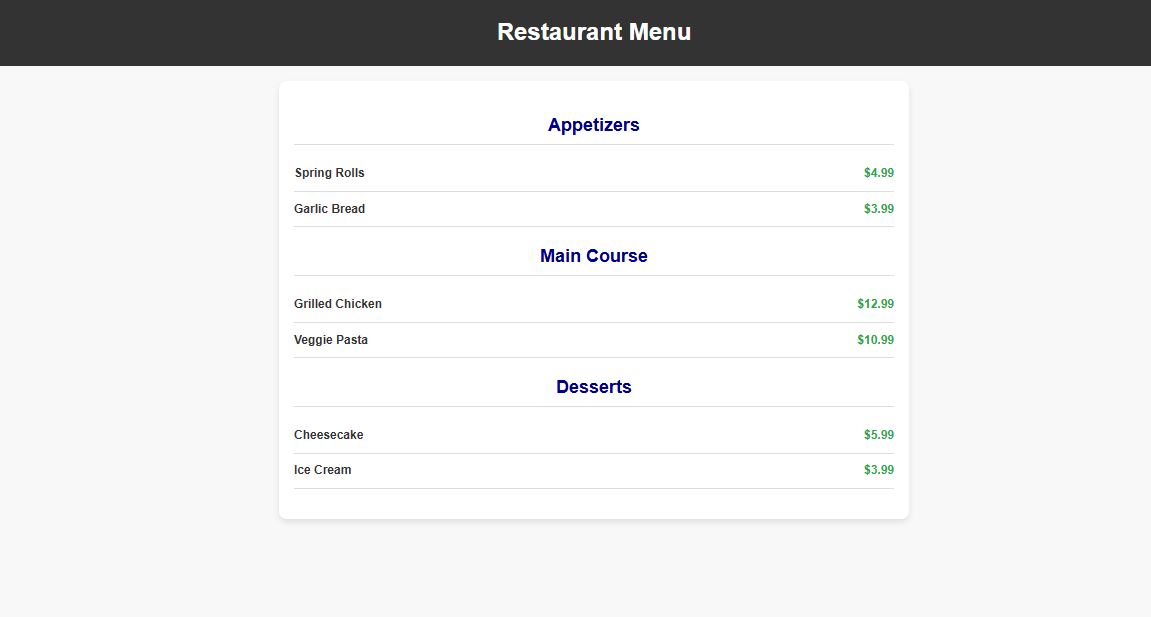 Restaurant Menu
Appetizers
Spring Rolls $4.99
Garlic Bread $3.99
Main Course
Grilled Chicken $12.99
Veggie Pasta $10.99
Desserts
Cheesecake $5.99
Ice Cream $3.99